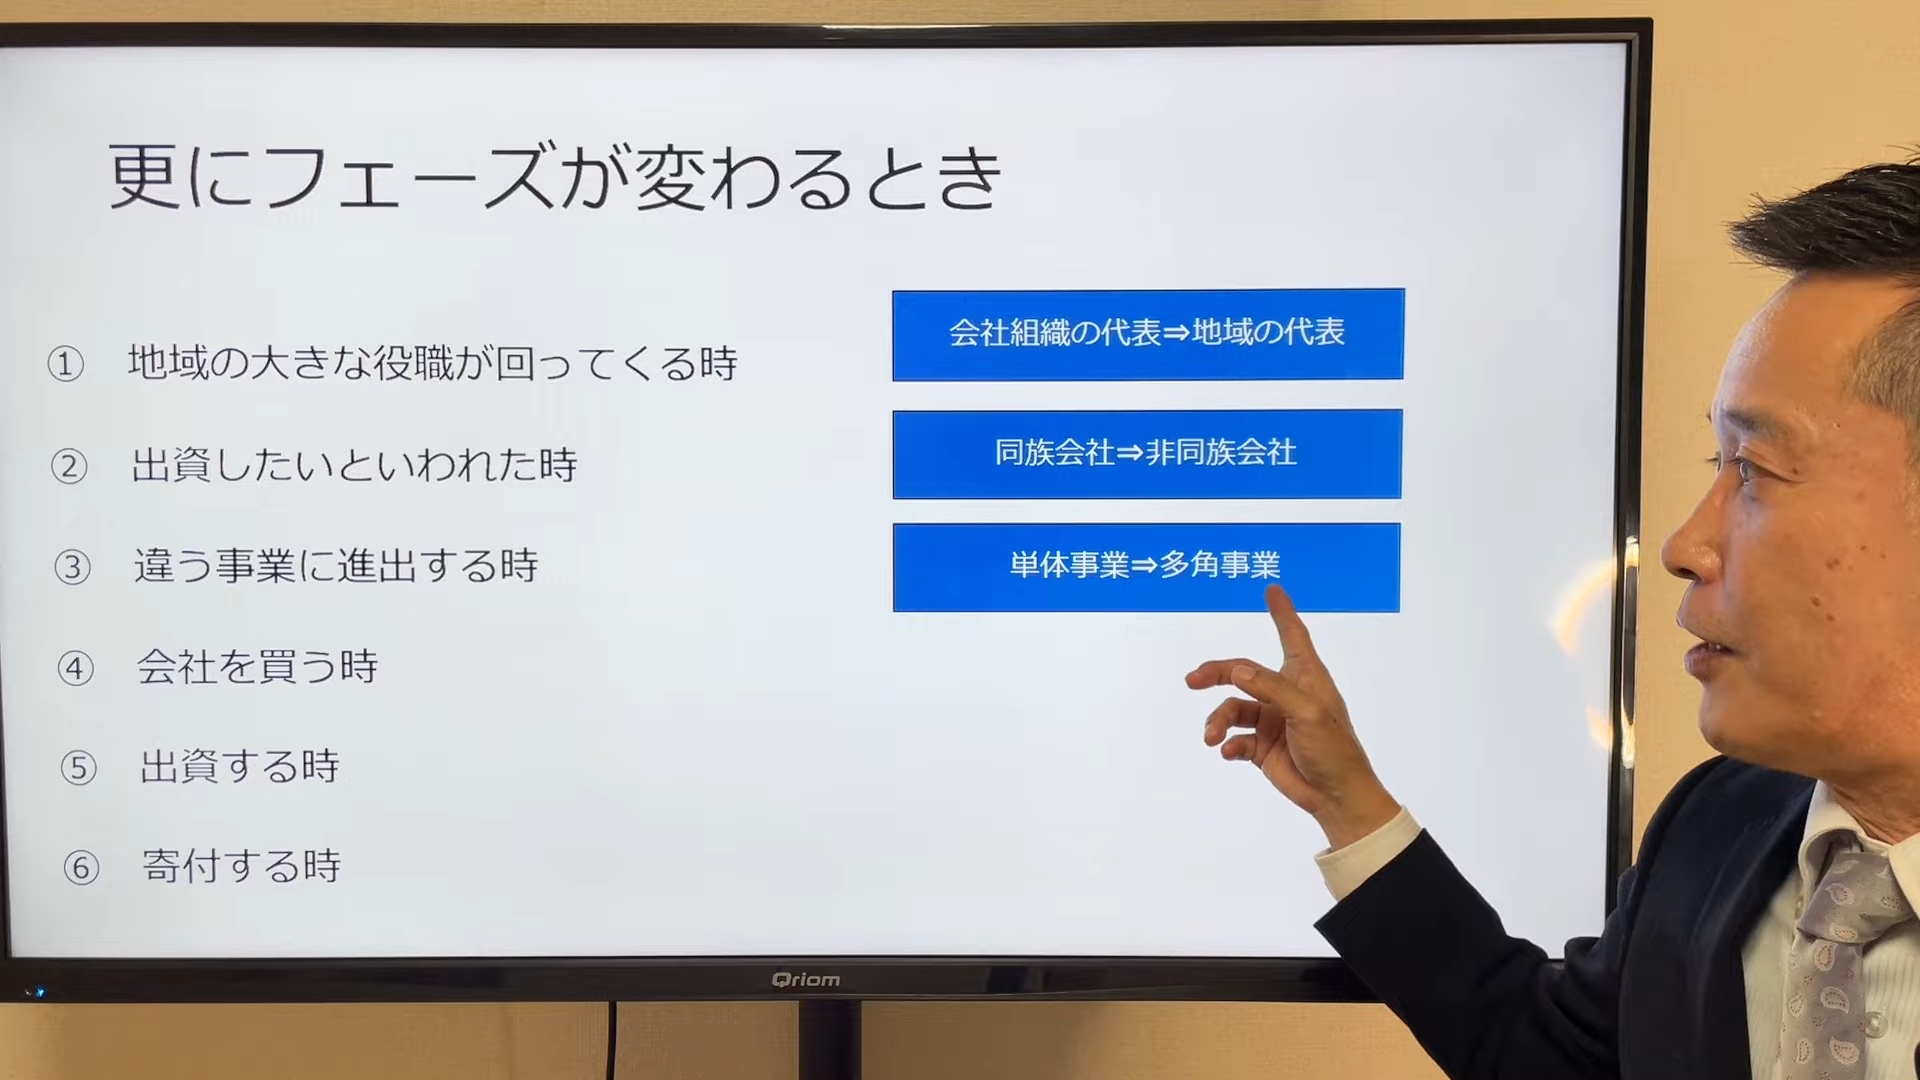 更にフェーズが変わるとき
① 地域の大きな役職が回ってくる時
② 出資したいといわれた時
③ 違う事業に進出する時
④ 会社を買う時
⑤ 出資する時
⑥ 寄付する時
会社組織の代表⇒地域の代表
同族会社⇒非同族会社
単体事業⇒多角事業
Qriom